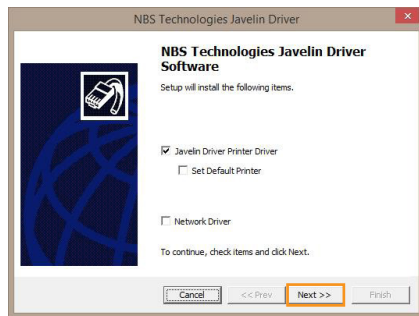 NBS Technologies Javelin Driver
NBS Technologies Javelin Driver
Software
Setup will install the following items.
Javelin Driver Printer Driver
Set Default Printer
Network Driver
To continue, check items and click Next.
Cancel
<< Prev
Next >>
Finish